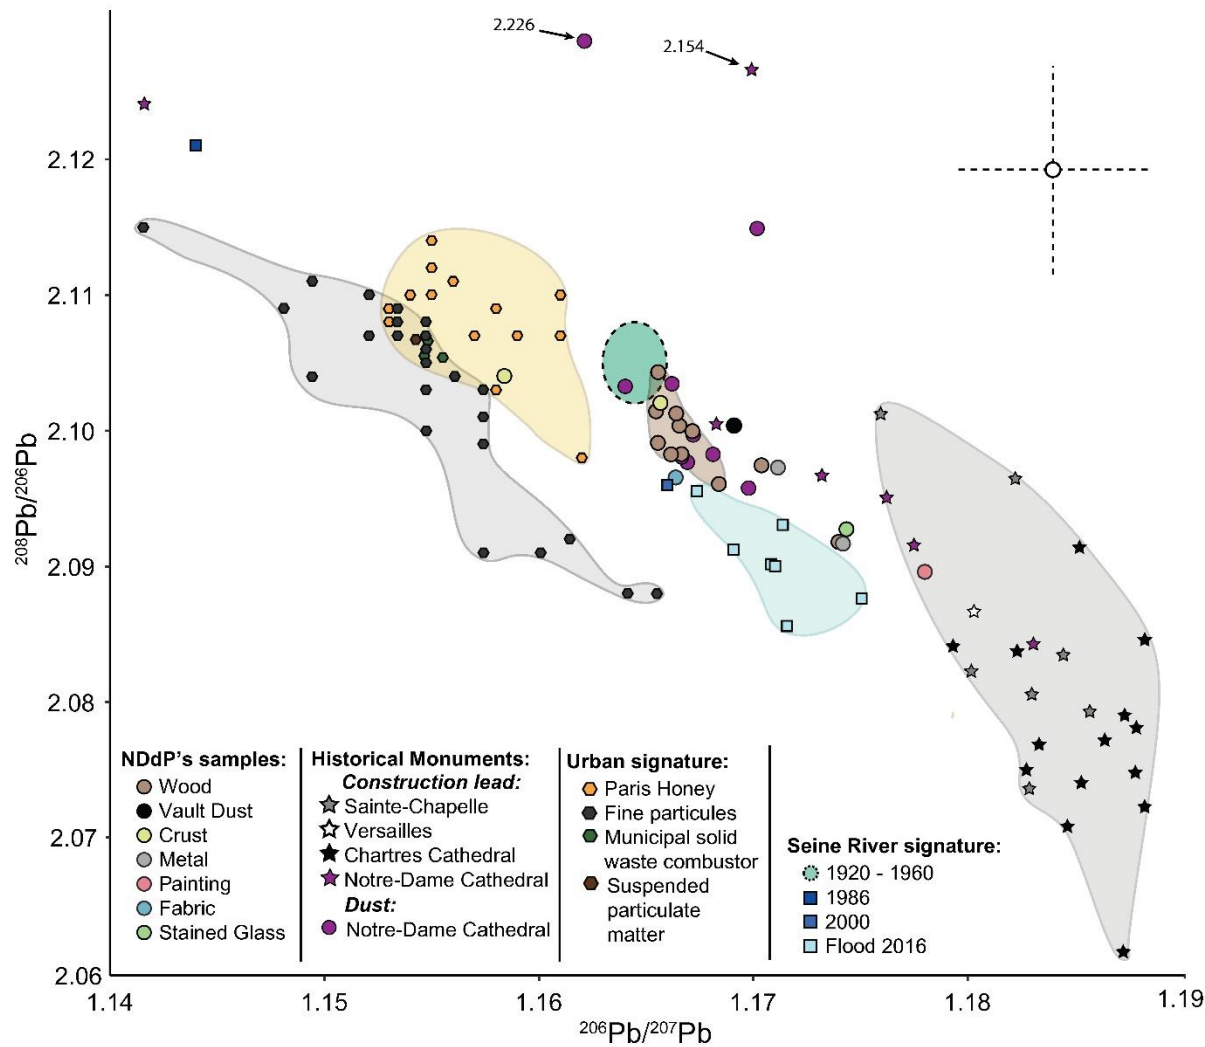 2.226
2.154
2.12
2.11
2.10
2.09
2.08
2.07
2.06
208Pb/206Pb
NDdP's samples:
Wood
Vault Dust
Crust
Metal
Painting
Fabric
Stained Glass
Historical Monuments:
Construction lead:
Sainte-Chapelle
Versailles
Chartres Cathedral
Notre-Dame Cathedral
Dust:
Notre-Dame Cathedral
Urban signature:
Paris Honey
Fine particules
Municipal solid
waste combustor
Suspended
particulate
matter
Seine River signature:
1920 - 1960
1986
2000
Flood 2016
1.14
1.15
1.16
1.17
1.18
1.19
206Pb/207Pb